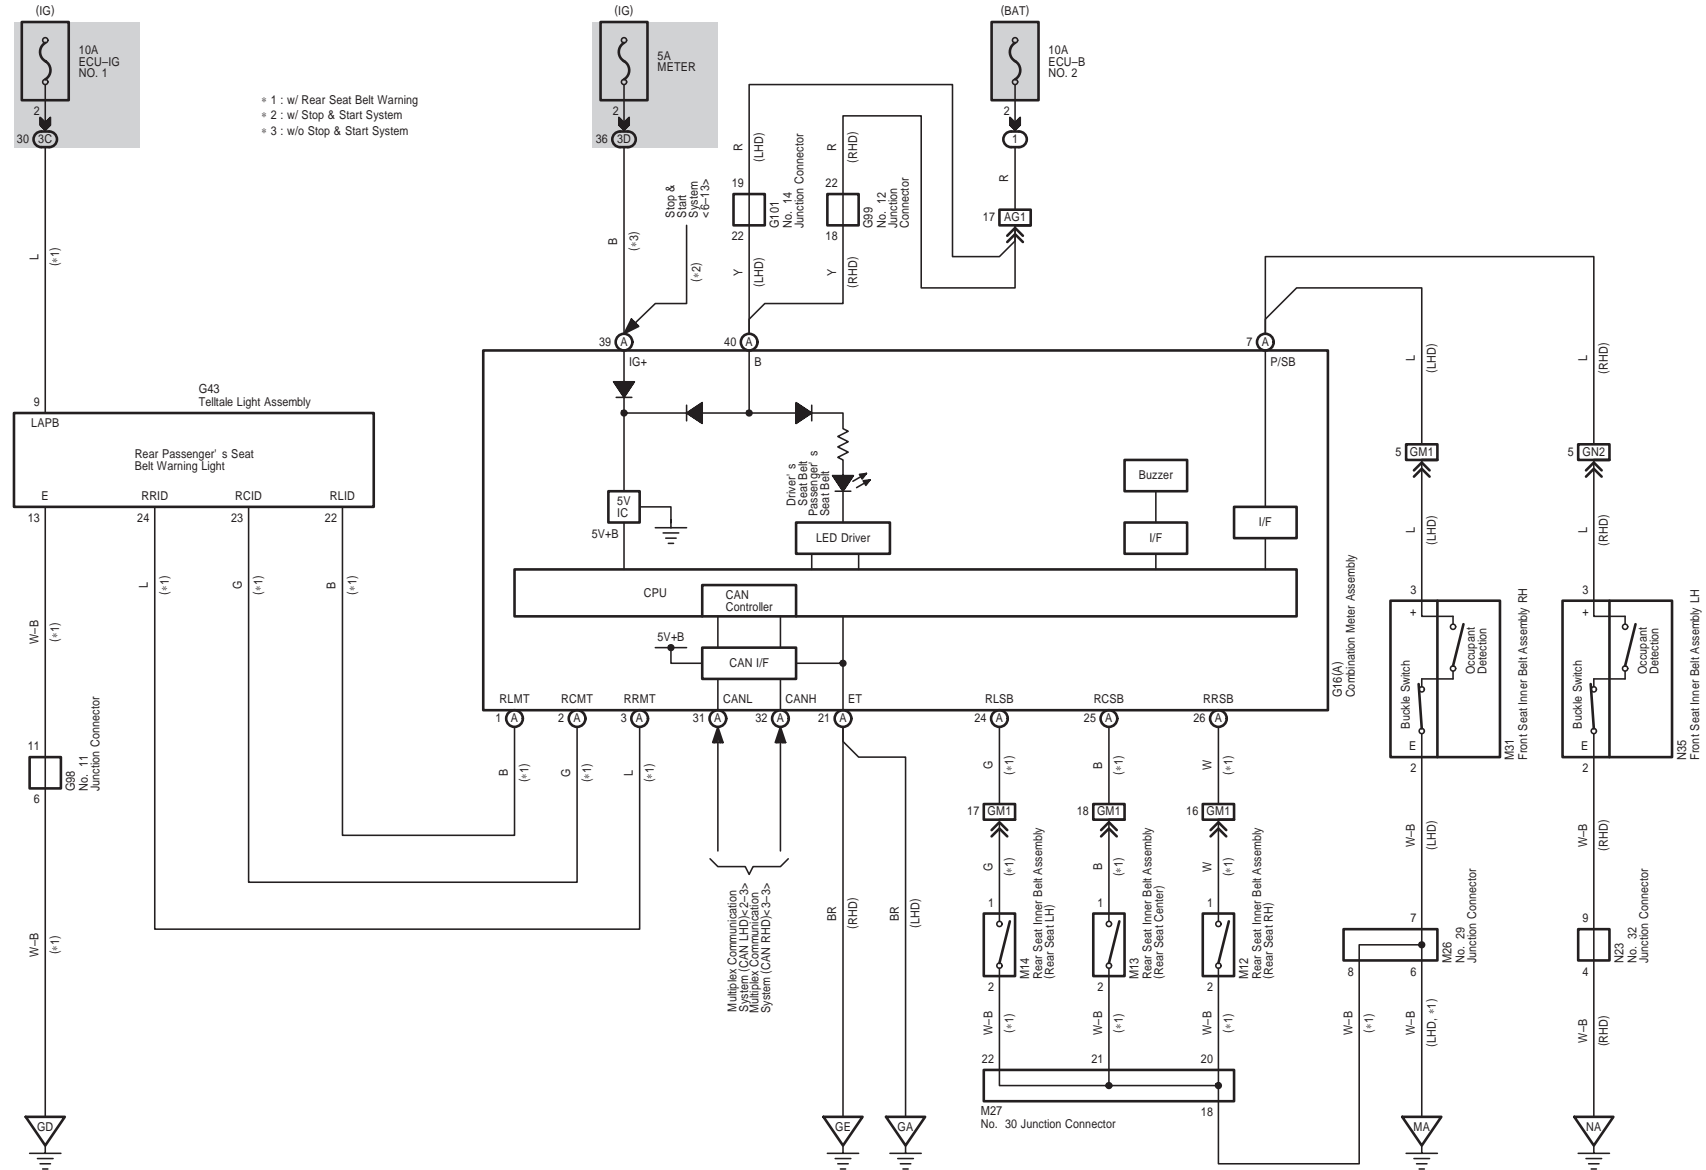 (IG)
10A
ECU–IG
NO. 1
2
30 3C
∗ 1 : w/ Rear Seat Belt Warning
∗ 2 : w/ Stop & Start System
∗ 3 : w/o Stop & Start System
(IG)
5A
METER
2
36 3D
(BAT)
10A
ECU–B
NO. 2
2
1
R
17 AG1
L
(∗1)
B
(∗3)
Stop &
Start
System
<6–13>
(∗2)
R
(LHD)
19
G101
No. 14
Junction Connector
22
Y
(LHD)
R
(RHD)
22
G99
No. 12
Junction
Connector
18
Y
(RHD)
39 A
IG+
40 A
B
7 A
P/SB
9
G43
Telltale Light Assembly
LAPB
Rear Passenger' s Seat
Belt Warning Light
E
RRID
RCID
RLID
13
24
23
22
5V
IC
5V+B
Driver' s
Seat Belt
Passenger' s
Seat Belt
LED Driver
Buzzer
I/F
I/F
CPU
CAN
Controller
5V+B
CAN I/F
G16(A)
Combination Meter Assembly
RLMT
RCMT
RRMT
CANL
CANH
ET
RLSB
RCSB
RRSB
1 A
2 A
3 A
31 A
32 A
21 A
24 A
25 A
26 A
L
(∗1)
G
(∗1)
B
(∗1)
W–B
(∗1)
11
G98
No. 11
Junction Connector
6
W–B
(∗1)
GD
B
(∗1)
G
(∗1)
L
(∗1)
Multiplex Communication
System (CAN LHD)<2–3>
Multiplex Communication
System (CAN RHD)<3–3>
BR
(RHD)
BR
(LHD)
GE
GA
G
(∗1)
B
(∗1)
W
(∗1)
17 GM1
18 GM1
16 GM1
G
(∗1)
B
(∗1)
W
(∗1)
1
2
M14
Rear Seat Inner Belt Assembly
(Rear Seat LH)
1
2
M13
Rear Seat Inner Belt Assembly
(Rear Seat Center)
1
2
M12
Rear Seat Inner Belt Assembly
(Rear Seat RH)
W–B
(∗1)
W–B
(∗1)
W–B
(∗1)
22
21
20
18
M27
No. 30 Junction Connector
L
(LHD)
5 GM1
L
(LHD)
3
+
Buckle Switch
Occupant
Detection
E
2
M31
Front Seat Inner Belt Assembly RH
W–B
(LHD)
7
M26
No. 29
Junction Connector
8
6
W–B
(∗1)
W–B
(LHD, ∗1)
MA
L
(RHD)
5 GN2
L
(RHD)
3
+
Buckle Switch
Occupant
Detection
E
2
N35
Front Seat Inner Belt Assembly LH
W–B
(RHD)
9
N23
No. 32
Junction Connector
4
W–B
(RHD)
NA